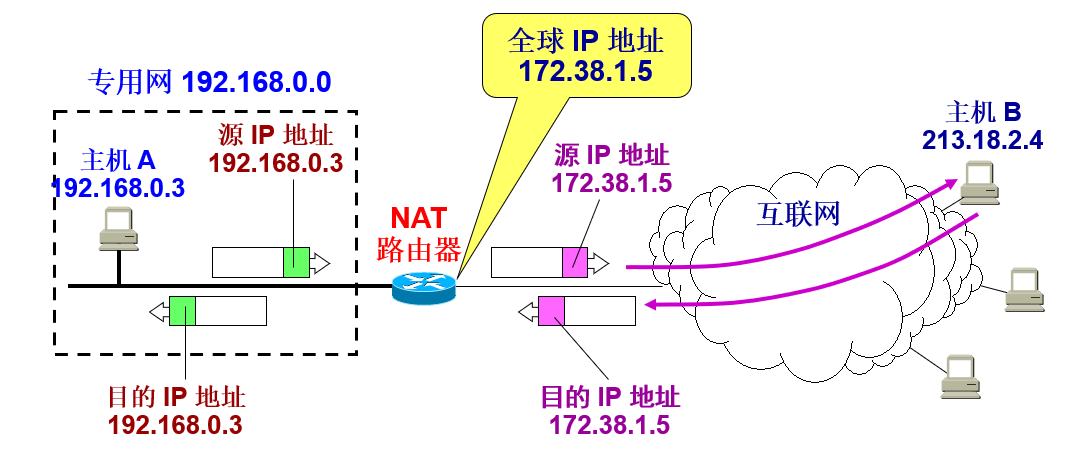 全球 IP 地址
172.38.1.5
专用网 192.168.0.0
源 IP 地址
192.168.0.3
主机 A
192.168.0.3
NAT
路由器
源 IP 地址
172.38.1.5
互联网
主机 B
213.18.2.4
目的 IP 地址
192.168.0.3
目的 IP 地址
172.38.1.5